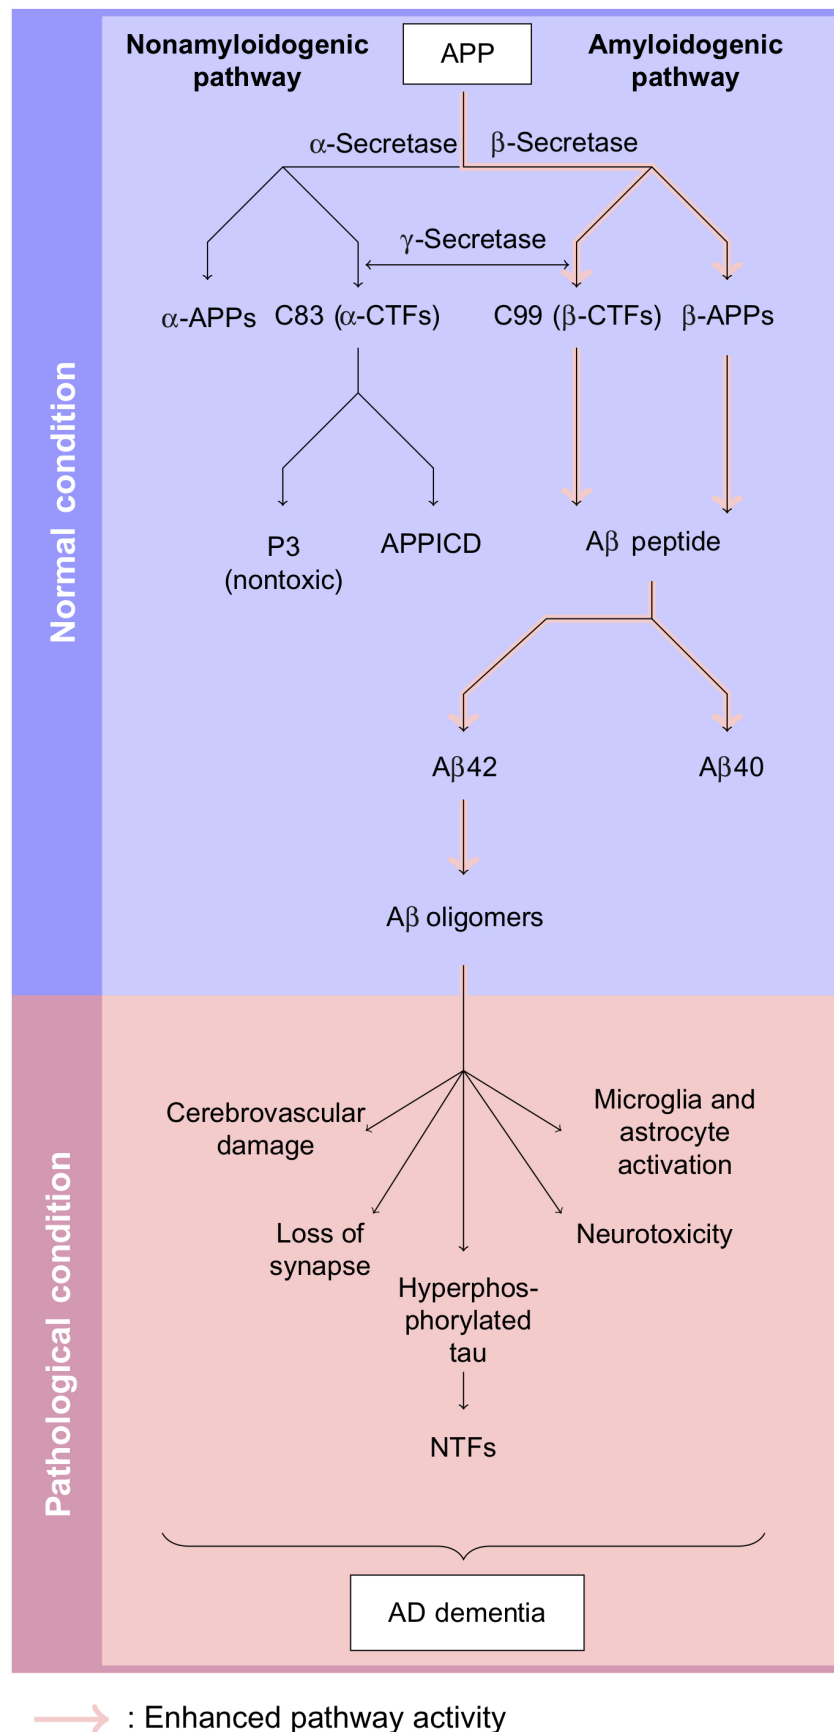 Nonamyloidogenic
pathway
APP
Amyloidogenic
pathway
α-Secretase
β-Secretase
γ-Secretase
α-APPs
C83 (α-CTFs)
C99 (β-CTFs)
β-APPs
Normal condition
P3
(nontoxic)
APPICD
Aβ peptide
Aβ42
Aβ40
Aβ oligomers
Pathological condition
Cerebrovascular
damage
Microglia and
astrocyte
activation
Loss of
synapse
Neurotoxicity
Hyperphos-
phorylated
tau
NTFs
AD dementia
: Enhanced pathway activity